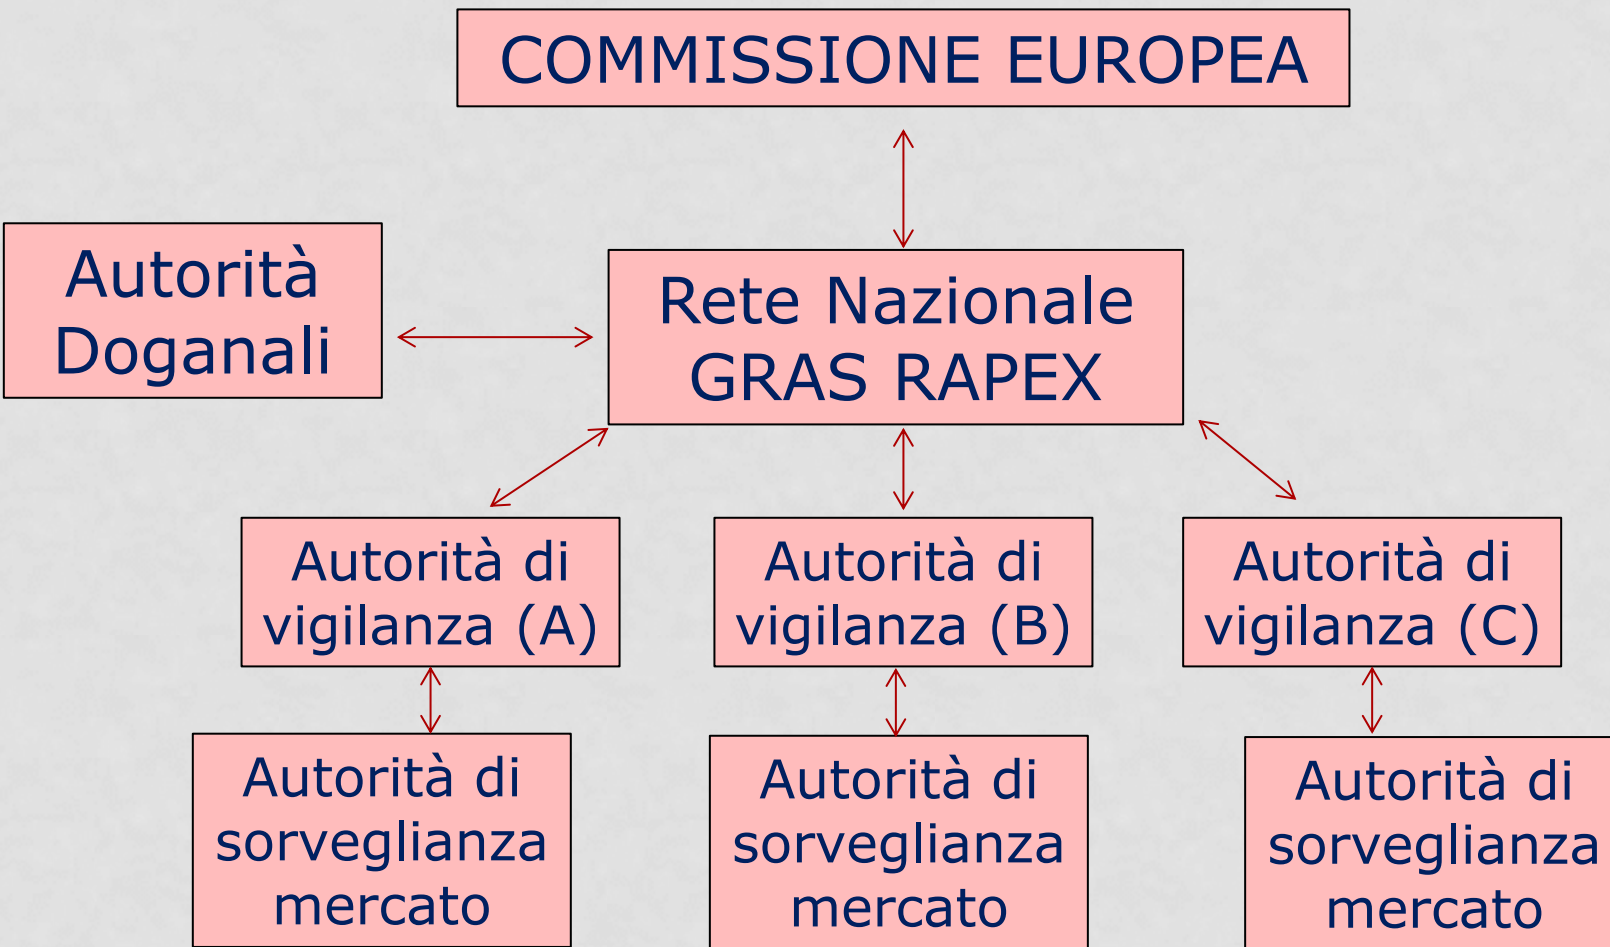 COMMISSIONE EUROPEA
Autorità
Doganali
Rete Nazionale
GRAS RAPEX
Autorità di
vigilanza (A)
Autorità di
vigilanza (B)
Autorità di
vigilanza (C)
Autorità di
sorveglianza
mercato
Autorità di
sorveglianza
mercato
Autorità di
sorveglianza
mercato